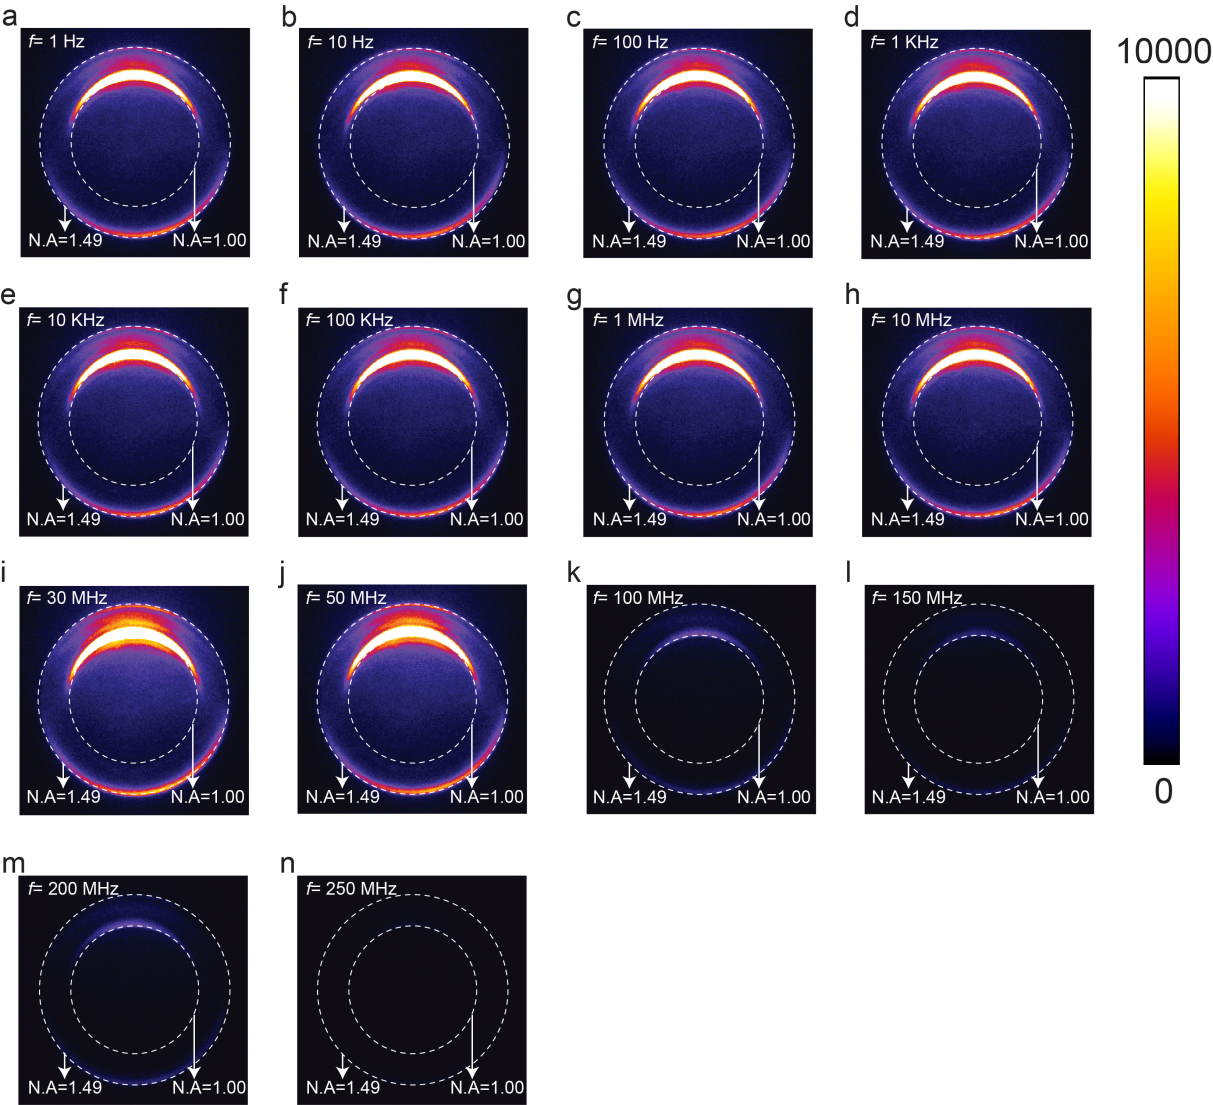 a
f= 1 Hz
N.A=1.49
N.A=1.00
b
f= 10 Hz
N.A=1.49
N.A=1.00
c
f= 100 Hz
N.A=1.49
N.A=1.00
d
f= 1 KHz
N.A=1.49
N.A=1.00
10000
0
e
f= 10 KHz
N.A=1.49
N.A=1.00
f
f= 100 KHz
N.A=1.49
N.A=1.00
g
f= 1 MHz
N.A=1.49
N.A=1.00
h
f= 10 MHz
N.A=1.49
N.A=1.00
i
f= 30 MHz
N.A=1.49
N.A=1.00
j
f= 50 MHz
N.A=1.49
N.A=1.00
k
f= 100 MHz
N.A=1.49
N.A=1.00
l
f= 150 MHz
N.A=1.49
N.A=1.00
m
f= 200 MHz
N.A=1.49
N.A=1.00
n
f= 250 MHz
N.A=1.49
N.A=1.00